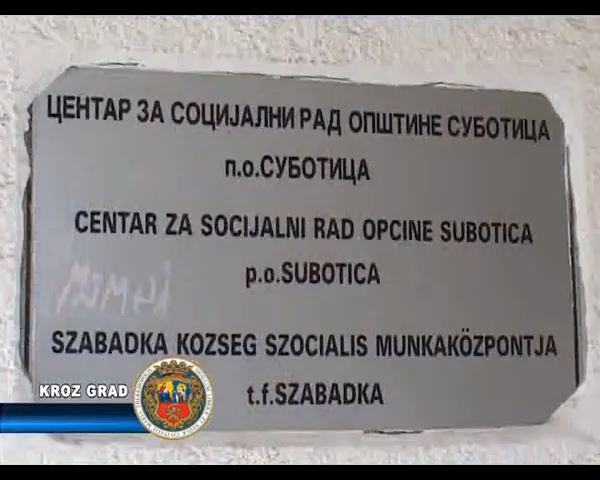 ЦЕНТАР ЗА СОЦИЈАЛНИ РАД ОПШТИНЕ СУБОТИЦА
п.о.СУБОТИЦА
CENTAR ZA SOCIJALNI RAD OPCINE SUBOTICA
p.o.SUBOTICA
SZABADKA KOZSEG SZOCIALIS MUNKAKÖZPONTJA
t.f.SZABADKA
KROZ GRAD